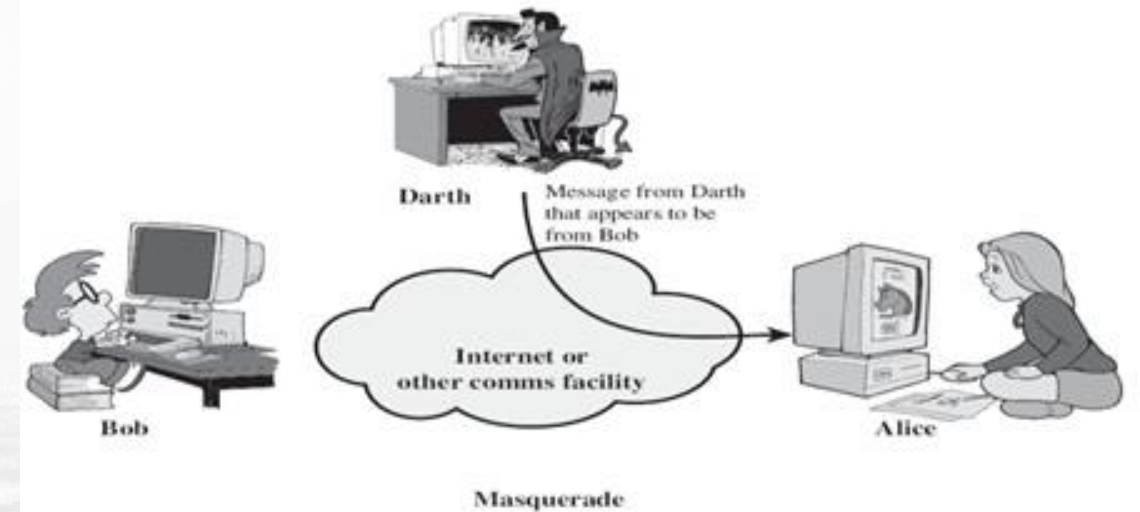 Darth
Message from Darth
that appears to be
from Bob
Internet or
other comms facility
Bob
Alice
Masquerade